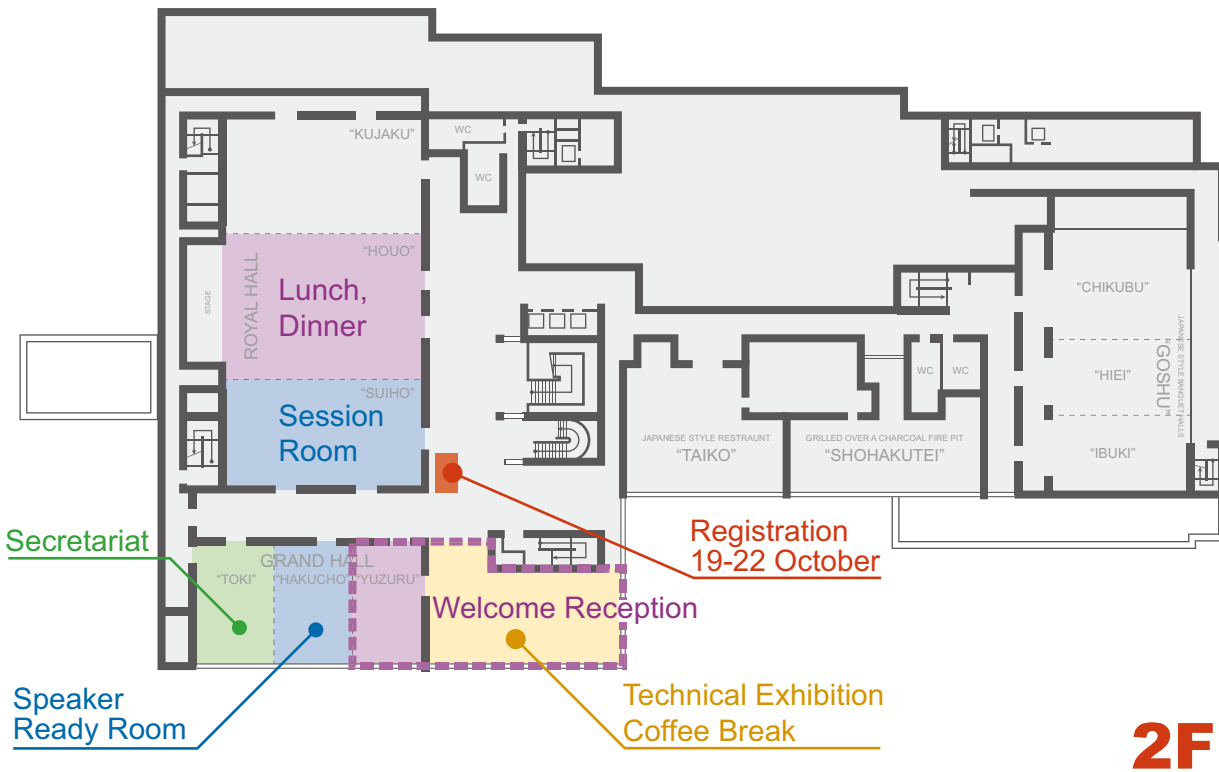 "KUJAKU"
WC
WC
"HOUO"
ROYAL HALL
STAGE
Lunch,
Dinner
"SUIHO"
Session
Room
"CHIKUBU"
"HIEI"
"IBUKI"
JAPANESE STYLE BANQUET HALLS
"GOSHU"
WC
WC
JAPANESE STYLE RESTRAUNT
"TAIKO"
GRILLED OVER A CHARCOAL FIRE PIT
"SHOHAKUTEI"
Registration
19-22 October
Secretariat
GRAND HALL
"TOKI"
"HAKUCHO"
"YUZURU"
Welcome Reception
Speaker
Ready Room
Technical Exhibition
Coffee Break
2F